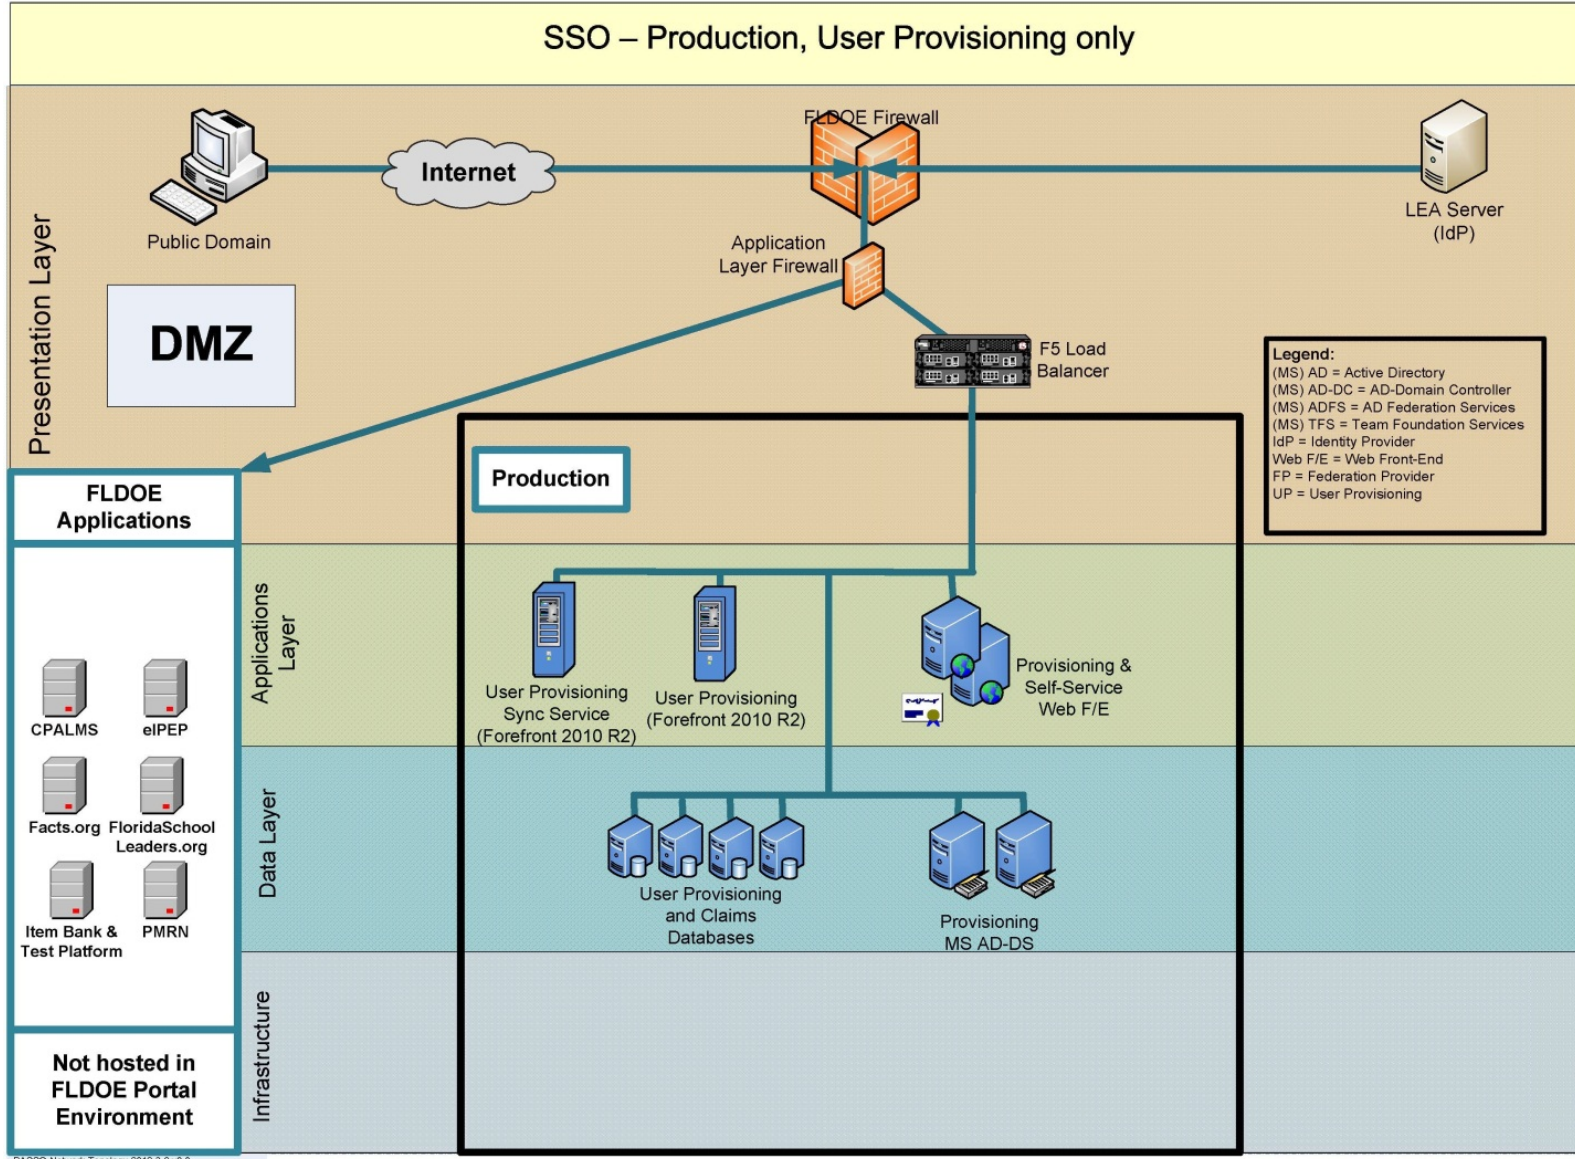 SSO – Production, User Provisioning only
FLDOE Firewall
Internet
Public Domain
LEA Server
(IdP)
Application
Layer Firewall
Presentation Layer
DMZ
F5 Load
Balancer
Legend:
(MS) AD = Active Directory
(MS) AD-DC = AD-Domain Controller
(MS) ADFS = AD Federation Services
(MS) TFS = Team Foundation Services
IdP = Identity Provider
Web F/E = Web Front-End
FP = Federation Provider
UP = User Provisioning
Production
FLDOE
Applications
Applications
Layer
User Provisioning
Sync Service
(Forefront 2010 R2)
User Provisioning
(Forefront 2010 R2)
Provisioning &
Self-Service
Web F/E
CPALMS
eIPEP
Facts.org
FloridaSchool
Leaders.org
Item Bank &
Test Platform
PMRN
Data Layer
User Provisioning
and Claims
Databases
Provisioning
MS AD-DS
Infrastructure
Not hosted in
FLDOE Portal
Environment